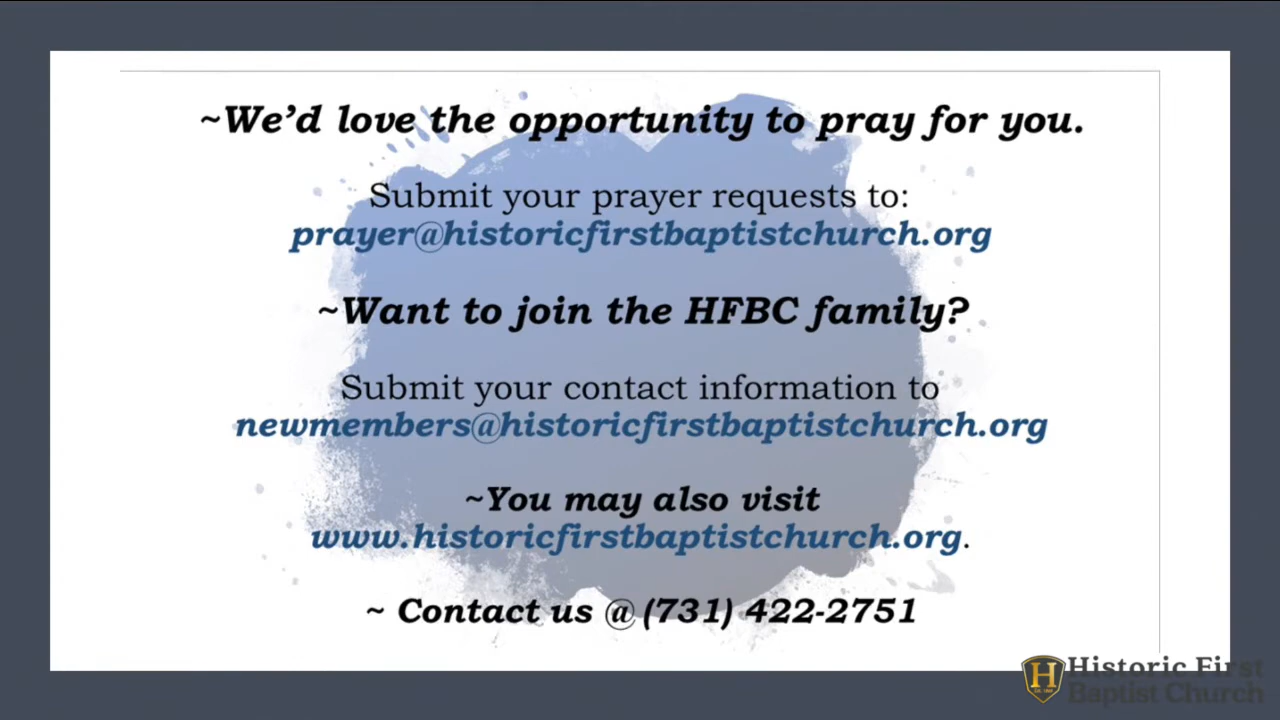 ~We’d love the opportunity to pray for you.
Submit your prayer requests to:
prayer@historicfirstbaptistchurch.org
~Want to join the HFBC family?
Submit your contact information to
newmembers@historicfirstbaptistchurch.org
~You may also visit
www.historicfirstbaptistchurch.org.
~ Contact us @ (731) 422-2751
H
Historic First
Baptist Church